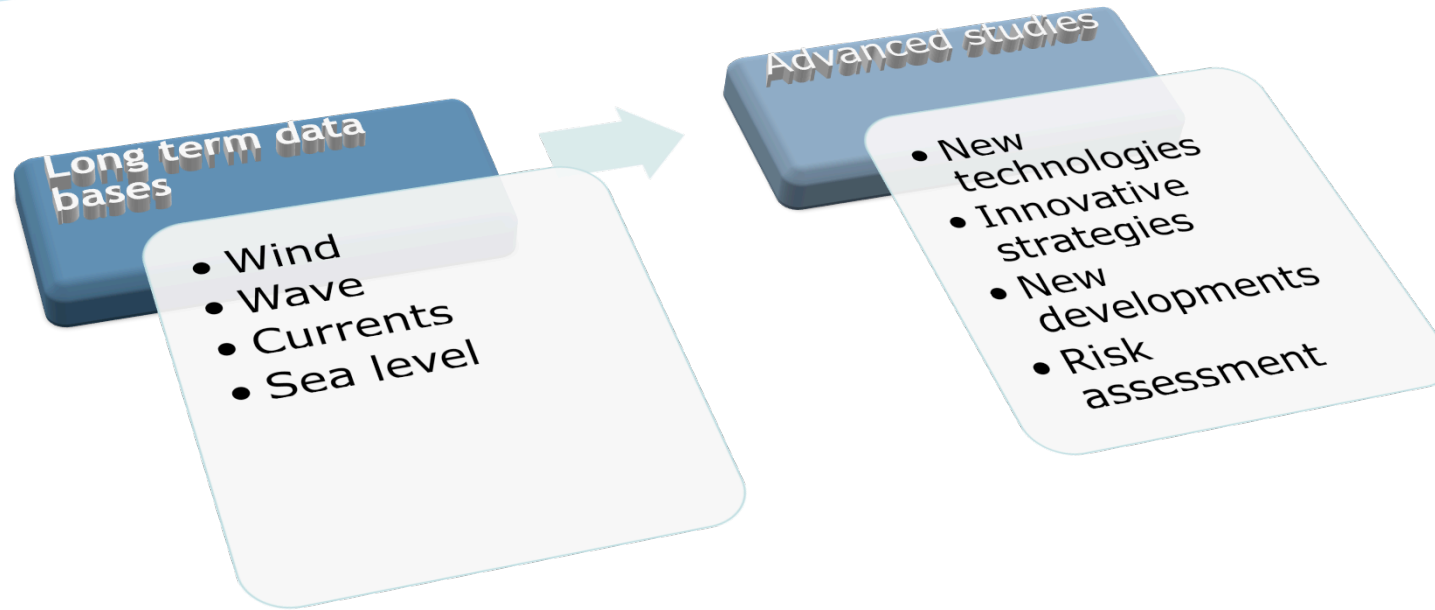 Long term data
bases
• Wind
• Wave
• Currents
• Sea level
Advanced studies
• New
technologies
• Innovative
strategies
• New
developments
• Risk
assessment